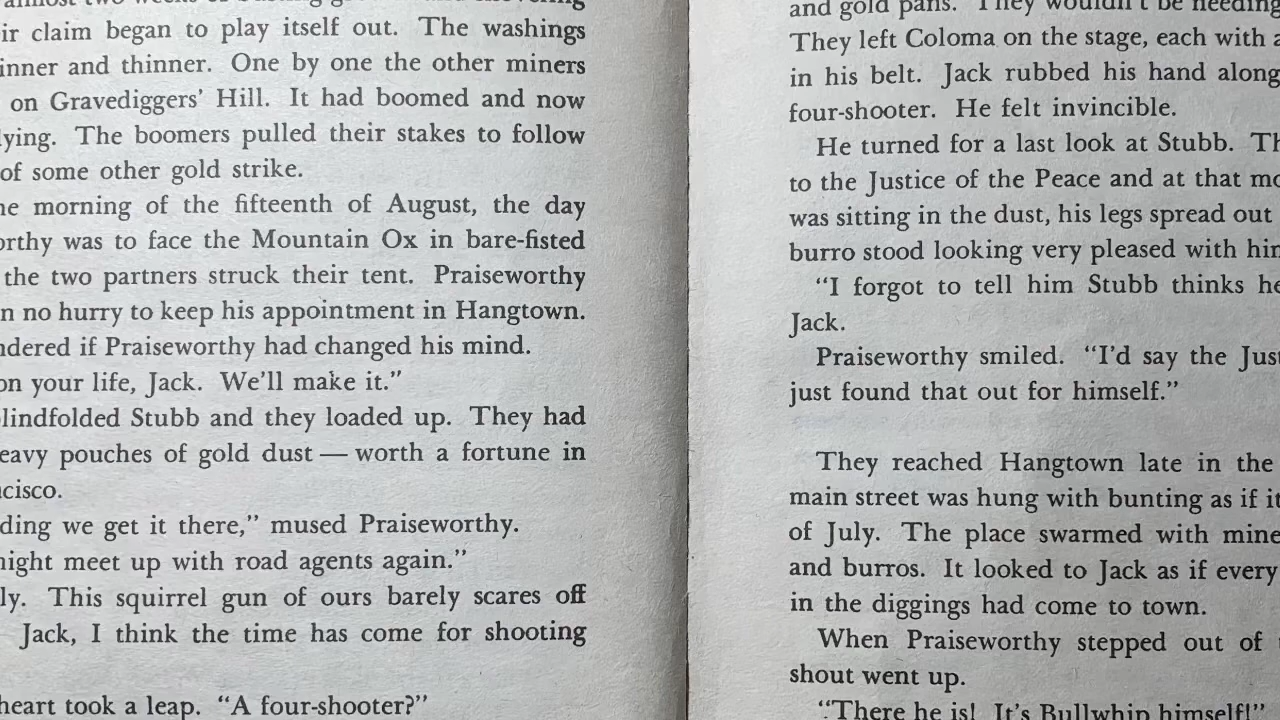 ir claim began to play itself out. The washings
inner and thinner. One by one the other miners
on Gravediggers' Hill. It had boomed and now
ying. The boomers pulled their stakes to follow
of some other gold strike.
ne morning of the fifteenth of August, the day
orthy was to face the Mountain Ox in bare-fisted
the two partners struck their tent. Praiseworthy
n no hurry to keep his appointment in Hangtown.
ndered if Praiseworthy had changed his mind.
on your life, Jack. We'll make it."
lindfolded Stubb and they loaded up. They had
eavy pouches of gold dust — worth a fortune in
cisco.
ding we get it there," mused Praiseworthy.
night meet up with road agents again."
ly. This squirrel gun of ours barely scares off
Jack, I think the time has come for shooting
heart took a leap. "A four-shooter?"
and gold pans. They wouldn't be needing
They left Coloma on the stage, each with a
in his belt. Jack rubbed his hand along
four-shooter. He felt invincible.
He turned for a last look at Stubb. Th
to the Justice of the Peace and at that mo
was sitting in the dust, his legs spread out
burro stood looking very pleased with him
"I forgot to tell him Stubb thinks he
Jack.
Praiseworthy smiled. "I'd say the Jus
just found that out for himself."
They reached Hangtown late in the
main street was hung with bunting as if it
of July. The place swarmed with mine
and burros. It looked to Jack as if every
in the diggings had come to town.
When Praiseworthy stepped out of
shout went up.
"There he is! It's Bullwhip himself!"